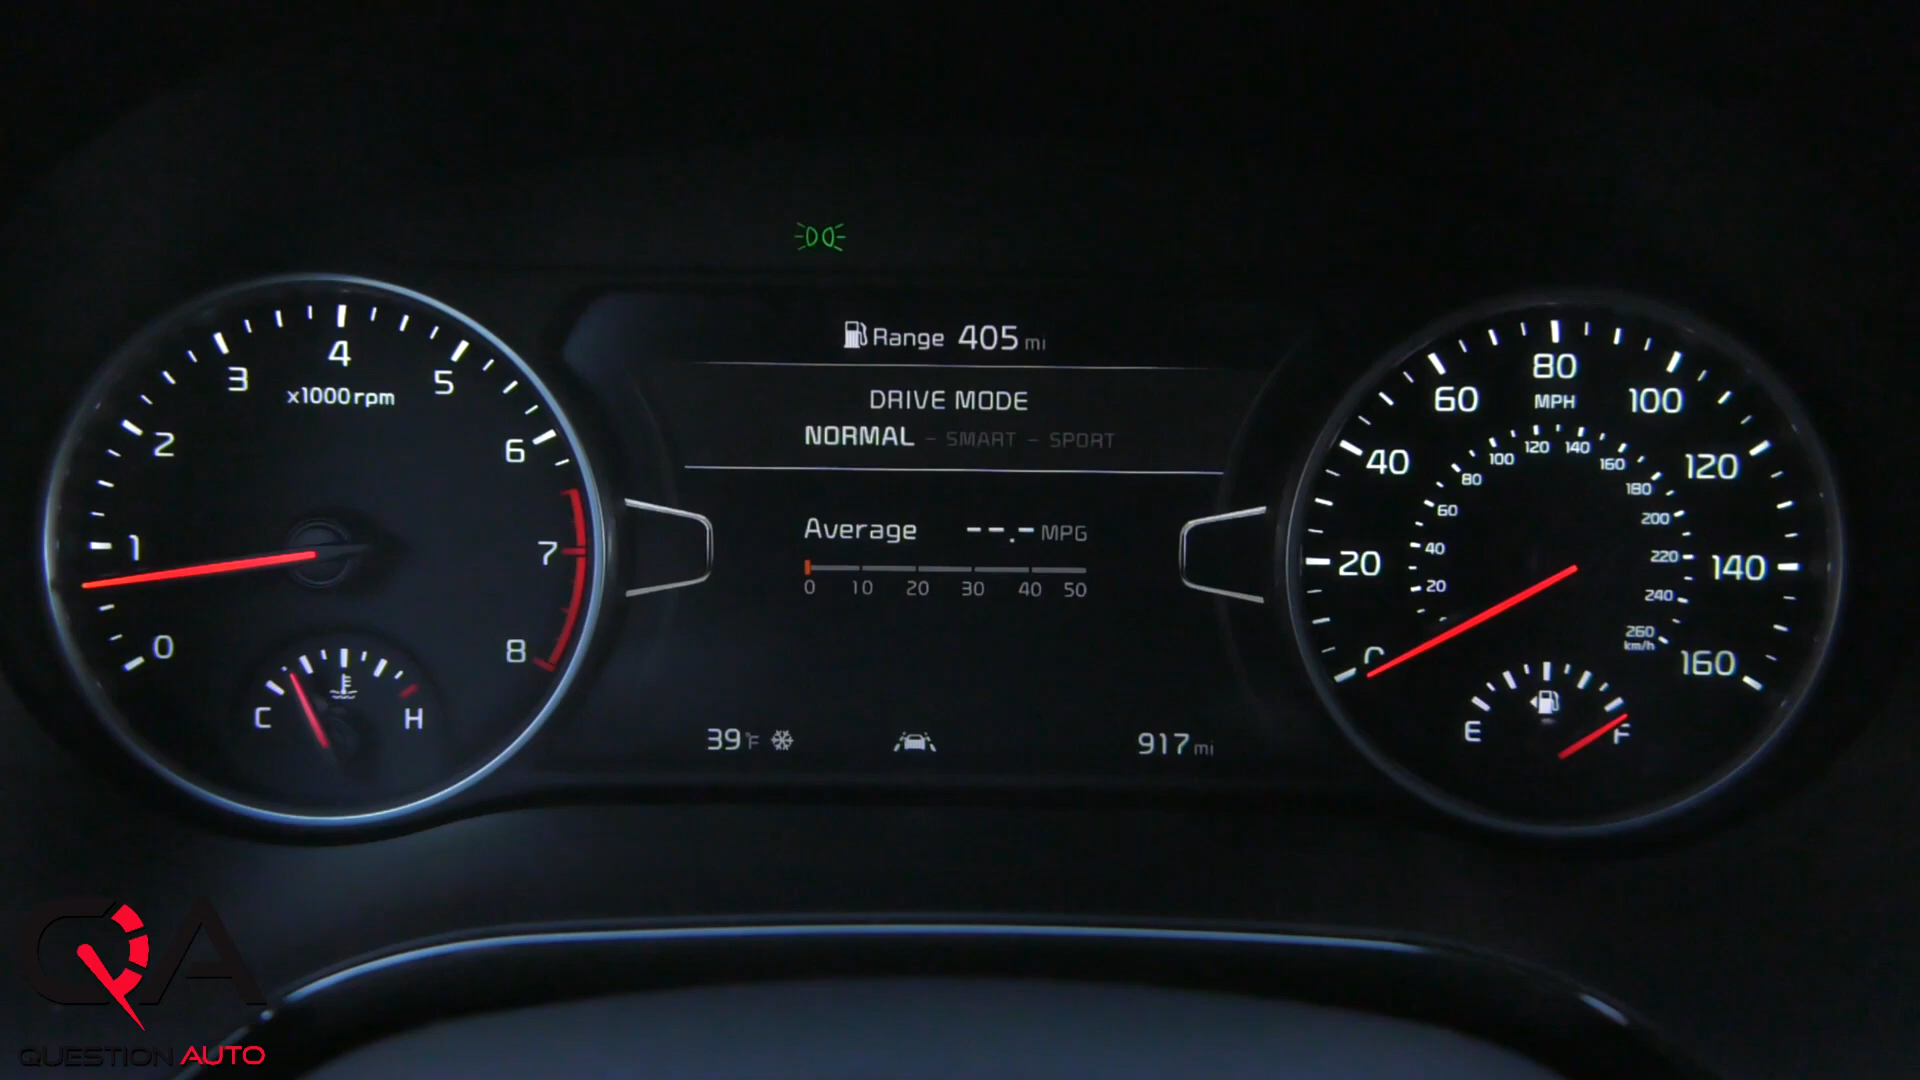 Range 405 mi
DRIVE MODE
NORMAL - SMART - SPORT
Average --.- MPG
0 10 20 30 40 50
39°F
917 mi
0
1
2
3
4
5
6
7
8
x1000rpm
C
H
0
20
40
60
80
100
120
140
160
MPH
20
40
60
80
100
120
140
160
180
200
220
240
260
km/h
E
F
QA
QUESTION AUTO